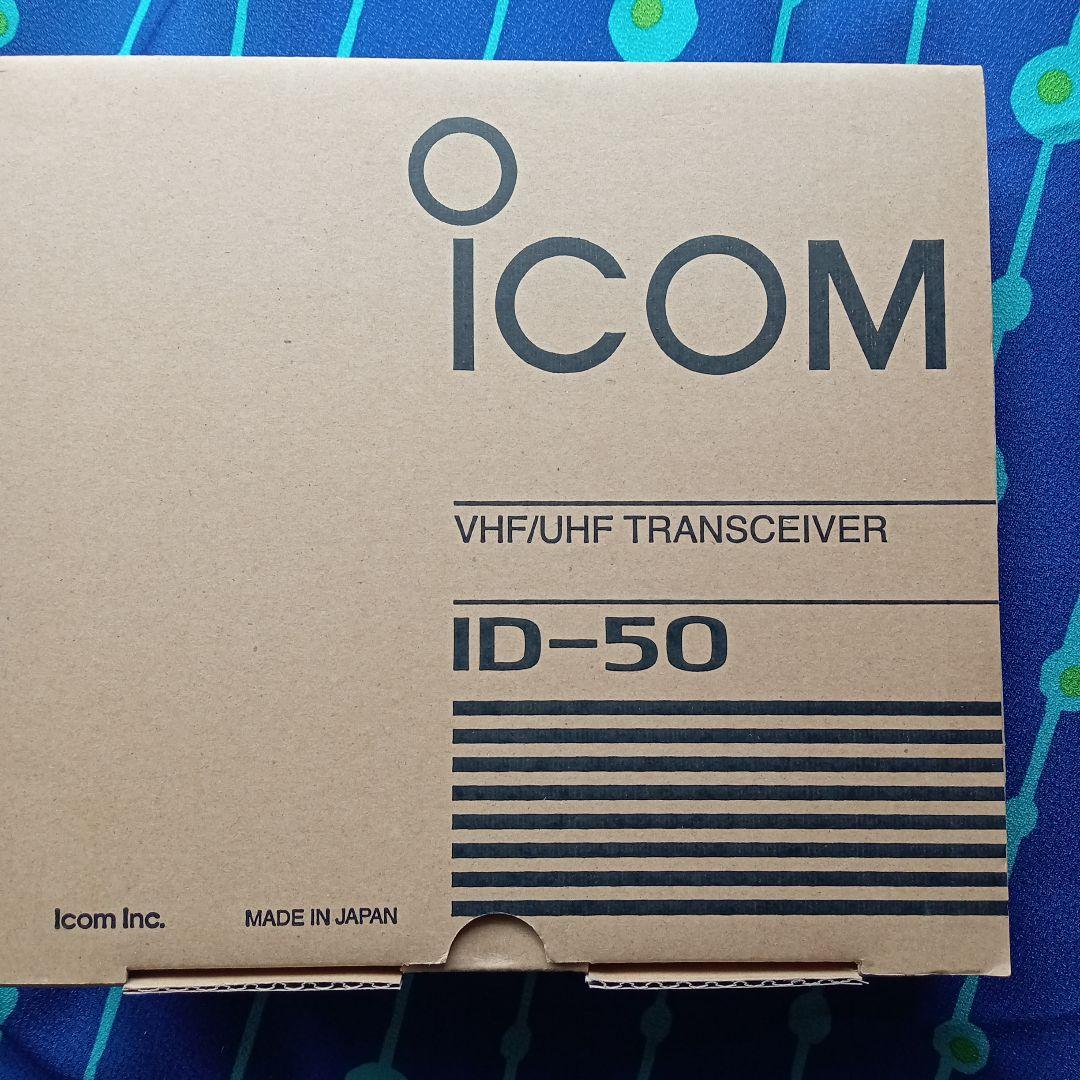 ICOM
VHF/UHF TRANSCEIVER
ID-50
Icom Inc.
MADE IN JAPAN